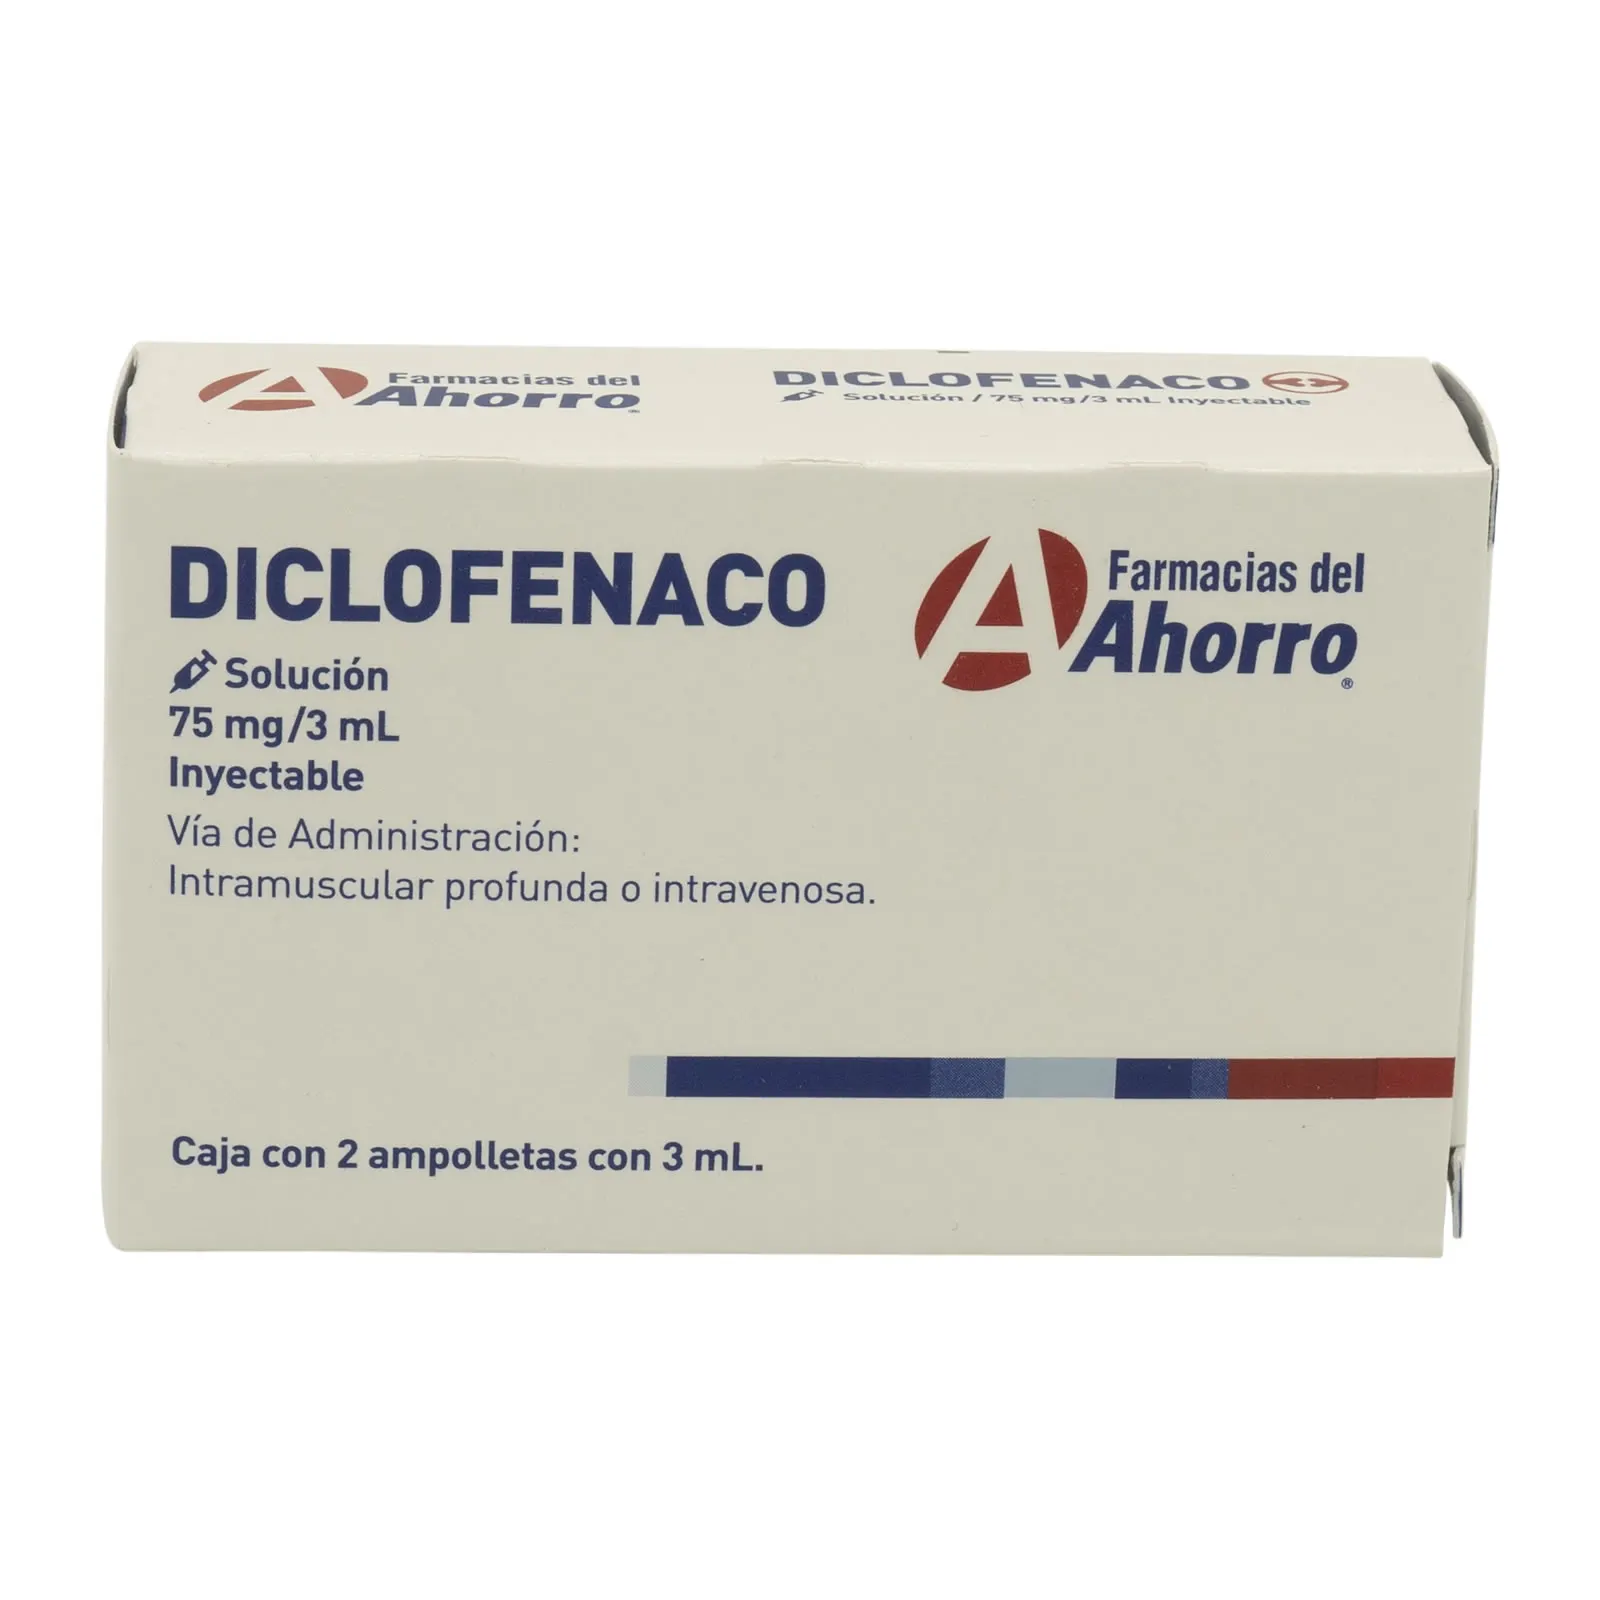 Farmacias del
Ahorro®
DICLOFENACO
Solución / 75 mg/3 mL Inyectable
DICLOFENACO
Solución
75 mg/3 mL
Inyectable
Vía de Administración:
Intramuscular profunda o intravenosa.
Farmacias del
Ahorro®
Caja con 2 ampolletas con 3 mL.